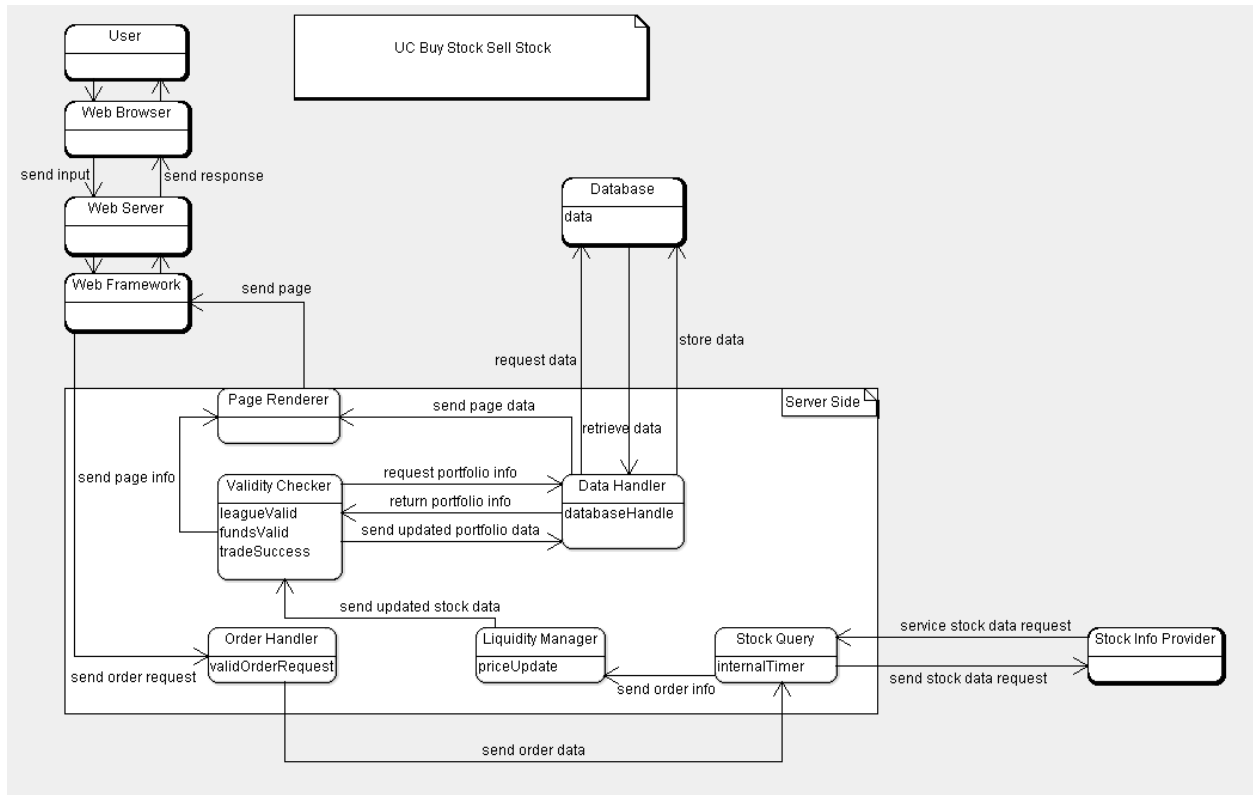 User
UC Buy Stock Sell Stock
Web Browser
send input
send response
Web Server
Database
data
Web Framework
send page
request data
store data
Page Renderer
send page data
Server Side
retrieve data
send page info
request portfolio info
Validity Checker
Data Handler
leagueValid
return portfolio info
databaseHandle
fundsValid
send updated portfolio data
tradeSuccess
send updated stock data
Order Handler
Liquidity Manager
Stock Query
service stock data request
Stock Info Provider
validOrderRequest
priceUpdate
internalTimer
send order request
send order info
send stock data request
send order data